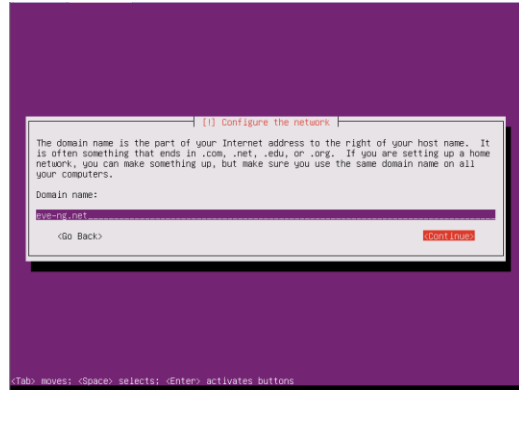 [!] Configure the network
The domain name is the part of your Internet address to the right of your host name.  It
is often something that ends in .com, .net, .edu, or .org.  If you are setting up a home
network, you can make something up, but make sure you use the same domain name on all
your computers.
Domain name:
eve-ng.net
<Go Back> <Continue>
<Tab> moves; <Space> selects; <Enter> activates buttons